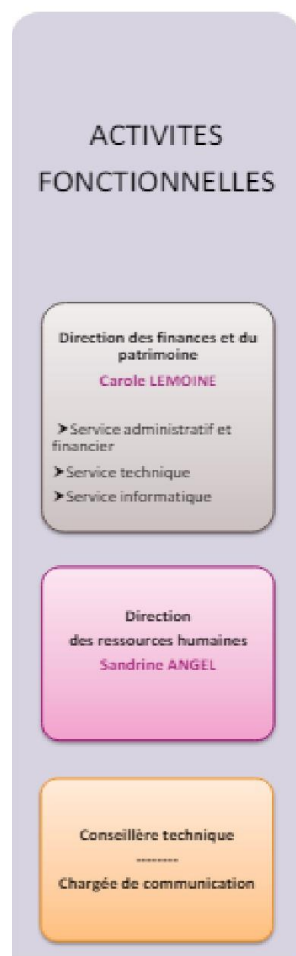 ACTIVITES
FONCTIONNELLES
Direction des finances et du
patrimoine
Carole LEMOINE
➤Service administratif et
financier
➤Service technique
➤Service informatique
Direction
des ressources humaines
Sandrine ANGEL
Conseillère technique
--------
Chargée de communication